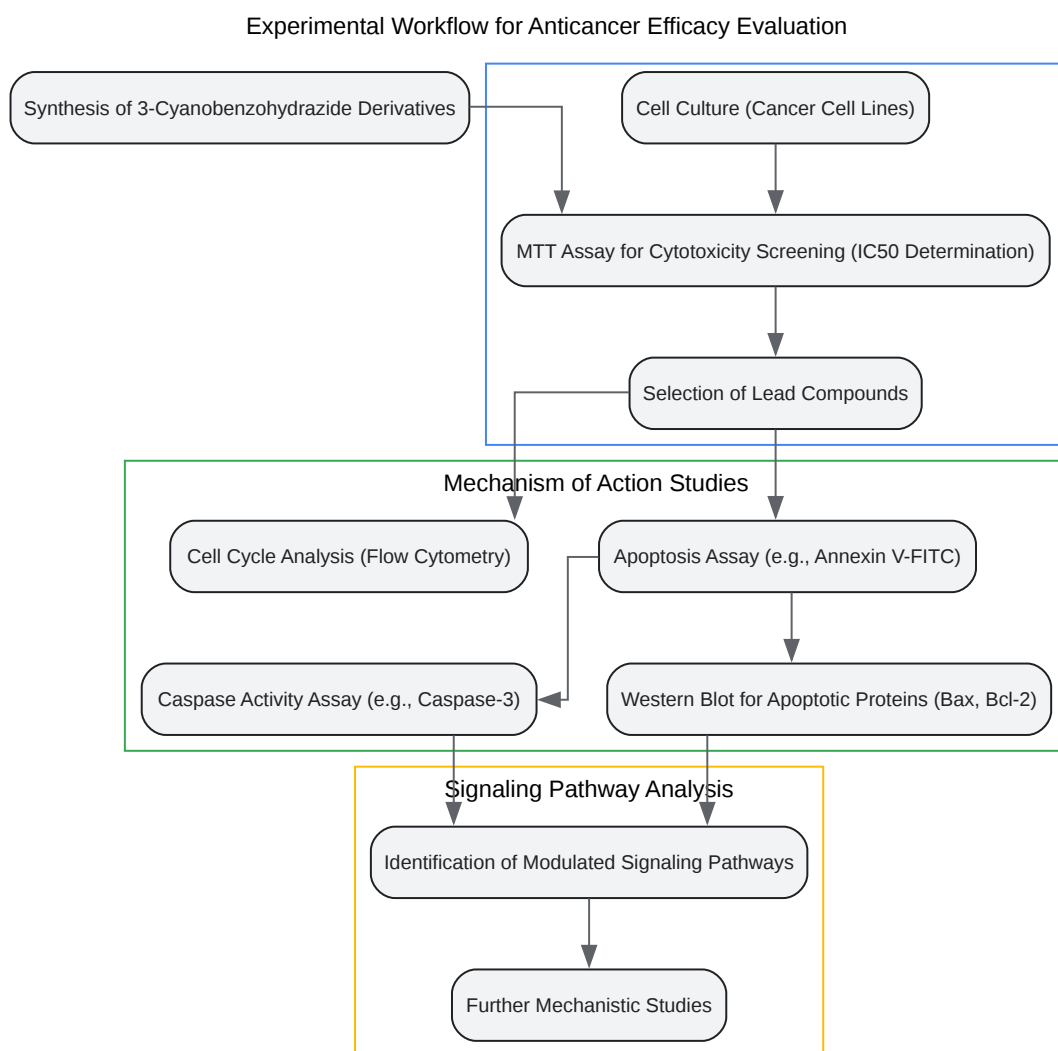 Experimental Workflow for Anticancer Efficacy Evaluation
Synthesis of 3-Cyanobenzohydrazide Derivatives
Cell Culture (Cancer Cell Lines)
MTT Assay for Cytotoxicity Screening (IC50 Determination)
Selection of Lead Compounds
Mechanism of Action Studies
Cell Cycle Analysis (Flow Cytometry)
Apoptosis Assay (e.g., Annexin V-FITC)
Caspase Activity Assay (e.g., Caspase-3)
Western Blot for Apoptotic Proteins (Bax, Bcl-2)
Signaling Pathway Analysis
Identification of Modulated Signaling Pathways
Further Mechanistic Studies